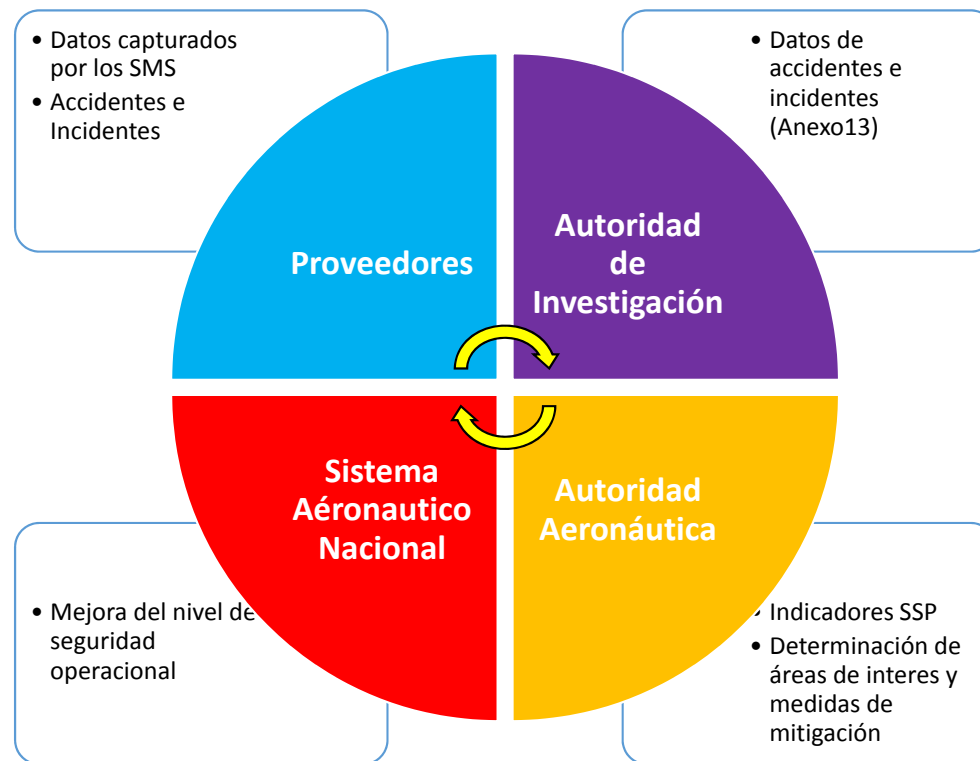 • Datos capturados
por los SMS
• Accidentes e
Incidentes
• Datos de
accidentes e
incidentes
(Anexo13)
Proveedores
Autoridad
de
Investigación
Sistema
Aéronautico
Nacional
Autoridad
Aeronáutica
• Mejora del nivel de
seguridad
operacional
• Indicadores SSP
• Determinación de
áreas de interes y
medidas de
mitigación